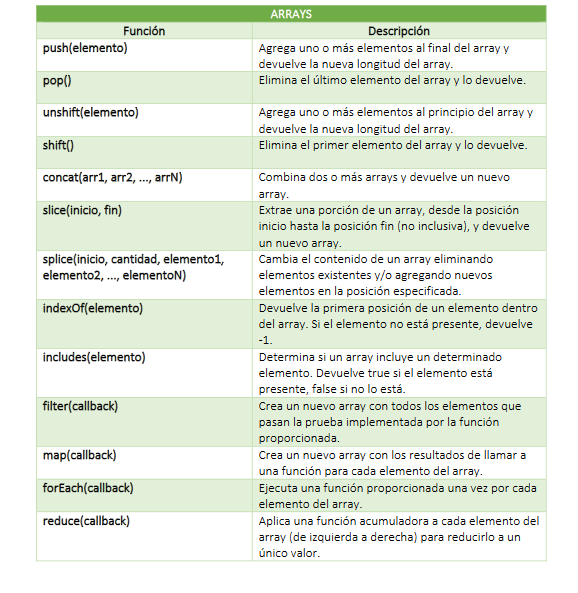 ARRAYS
Función Descripción
push(elemento) Agrega uno o más elementos al final del array y
devuelve la nueva longitud del array.
pop() Elimina el último elemento del array y lo devuelve.
unshift(elemento) Agrega uno o más elementos al principio del array y
devuelve la nueva longitud del array.
shift() Elimina el primer elemento del array y lo devuelve.
concat(arr1, arr2, ..., arrN) Combina dos o más arrays y devuelve un nuevo
array.
slice(inicio, fin) Extrae una porción de un array, desde la posición
inicio hasta la posición fin (no inclusiva), y devuelve
un nuevo array.
splice(inicio, cantidad, elemento1, Cambia el contenido de un array eliminando
elemento2, ..., elementoN) elementos existentes y/o agregando nuevos
elementos en la posición especificada.
indexOf(elemento) Devuelve la primera posición de un elemento dentro
del array. Si el elemento no está presente, devuelve
-1.
includes(elemento) Determina si un array incluye un determinado
elemento. Devuelve true si el elemento está
presente, false si no lo está.
filter(callback) Crea un nuevo array con todos los elementos que
pasan la prueba implementada por la función
proporcionada.
map(callback) Crea un nuevo array con los resultados de llamar a
una función para cada elemento del array.
forEach(callback) Ejecuta una función proporcionada una vez por cada
elemento del array.
reduce(callback) Aplica una función acumuladora a cada elemento del
array (de izquierda a derecha) para reducirlo a un
único valor.